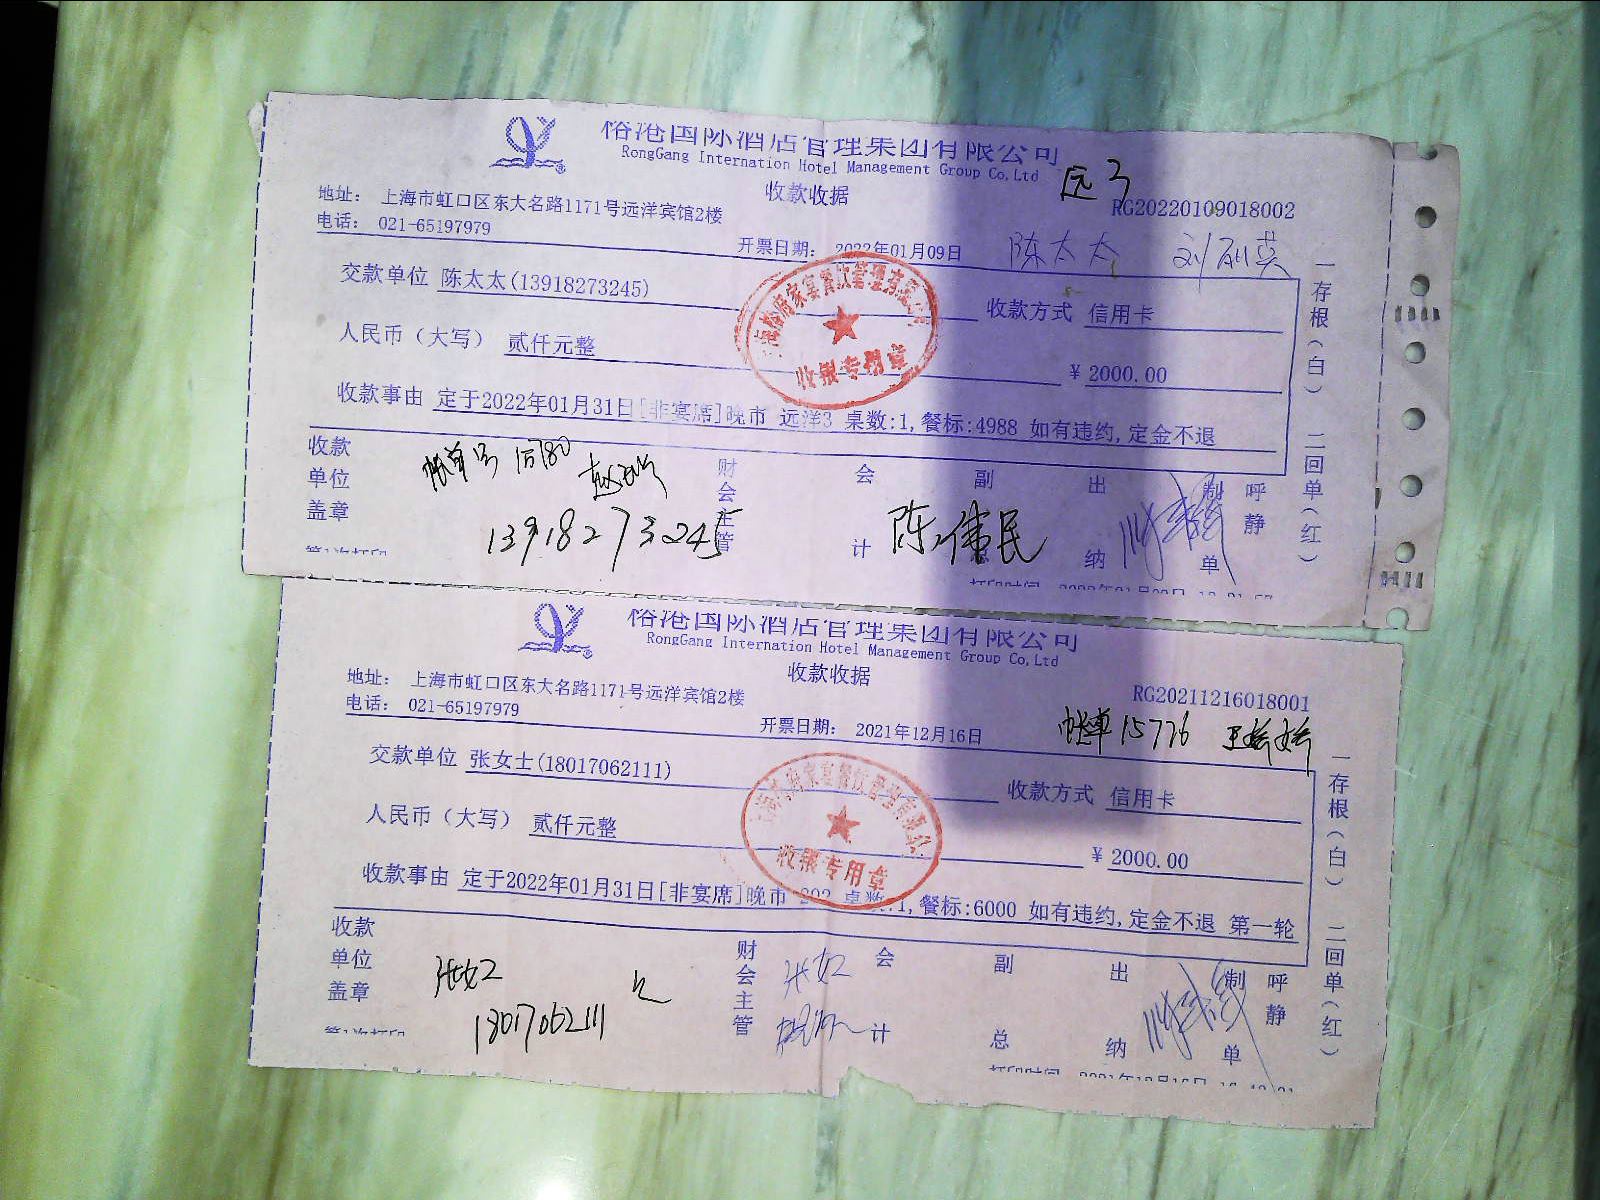 裕港国际酒店管理集团有限公司
RongGang Internation Hotel Management Group Co,Ltd
收款收据
远3
RG20220109018002
地址: 上海市虹口区东大名路1171号远洋宾馆2楼
电话: 021-65197979
开票日期: 2022年01月09日
陈太太
交款单位 陈太太(13918273245)
收款方式 信用卡
人民币（大写） 贰仟元整
¥ 2000.00
收款事由 定于2022年01月31日[非宴席]晚市 远洋3 桌数:1,餐标:4988 如有违约,定金不退
一存根(白) 二回单(红)
收款单位盖章
财会主管
会计
副总
出纳
制单
呼静
帐单号
13918273245
陈伟民
收银专用章
裕港国际酒店管理集团有限公司
RongGang Internation Hotel Management Group Co,Ltd
收款收据
RG20211216018001
地址: 上海市虹口区东大名路1171号远洋宾馆2楼
电话: 021-65197979
开票日期: 2021年12月16日
帐单15776
交款单位 张女士(18017062111)
收款方式 信用卡
人民币（大写） 贰仟元整
¥ 2000.00
收款事由 定于2022年01月31日[非宴席]晚市 202 桌数:1,餐标:6000 如有违约,定金不退 第一轮
一存根(白) 二回单(红)
收款单位盖章
财会主管
会计
副总
出纳
制单
呼静
18017062111
收银专用章